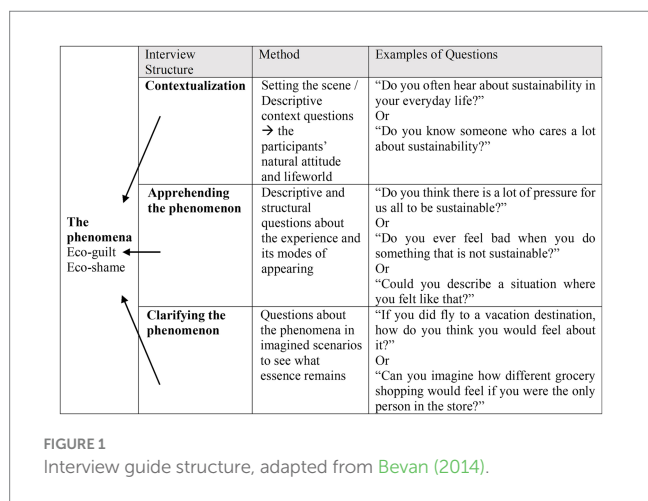 Interview Structure
Method
Examples of Questions
The phenomena
Eco-guilt
Eco-shame
Contextualization
Setting the scene /
Descriptive
context questions
→ the
participants’
natural attitude
and lifeworld
“Do you often hear about sustainability in
your everyday life?”
Or
“Do you know someone who cares a lot
about sustainability?”
Apprehending
the phenomenon
Descriptive and
structural
questions about
the experience and
its modes of
appearing
“Do you think there is a lot of pressure for
us all to be sustainable?”
Or
“Do you ever feel bad when you do
something that is not sustainable?”
Or
“Could you describe a situation where
you felt like that?”
Clarifying the
phenomenon
Questions about
the phenomena in
imagined scenarios
to see what
essence remains
“If you did fly to a vacation destination,
how do you think you would feel about
it?”
Or
“Can you imagine how different grocery
shopping would feel if you were the only
person in the store?”
FIGURE 1
Interview guide structure, adapted from Bevan (2014).